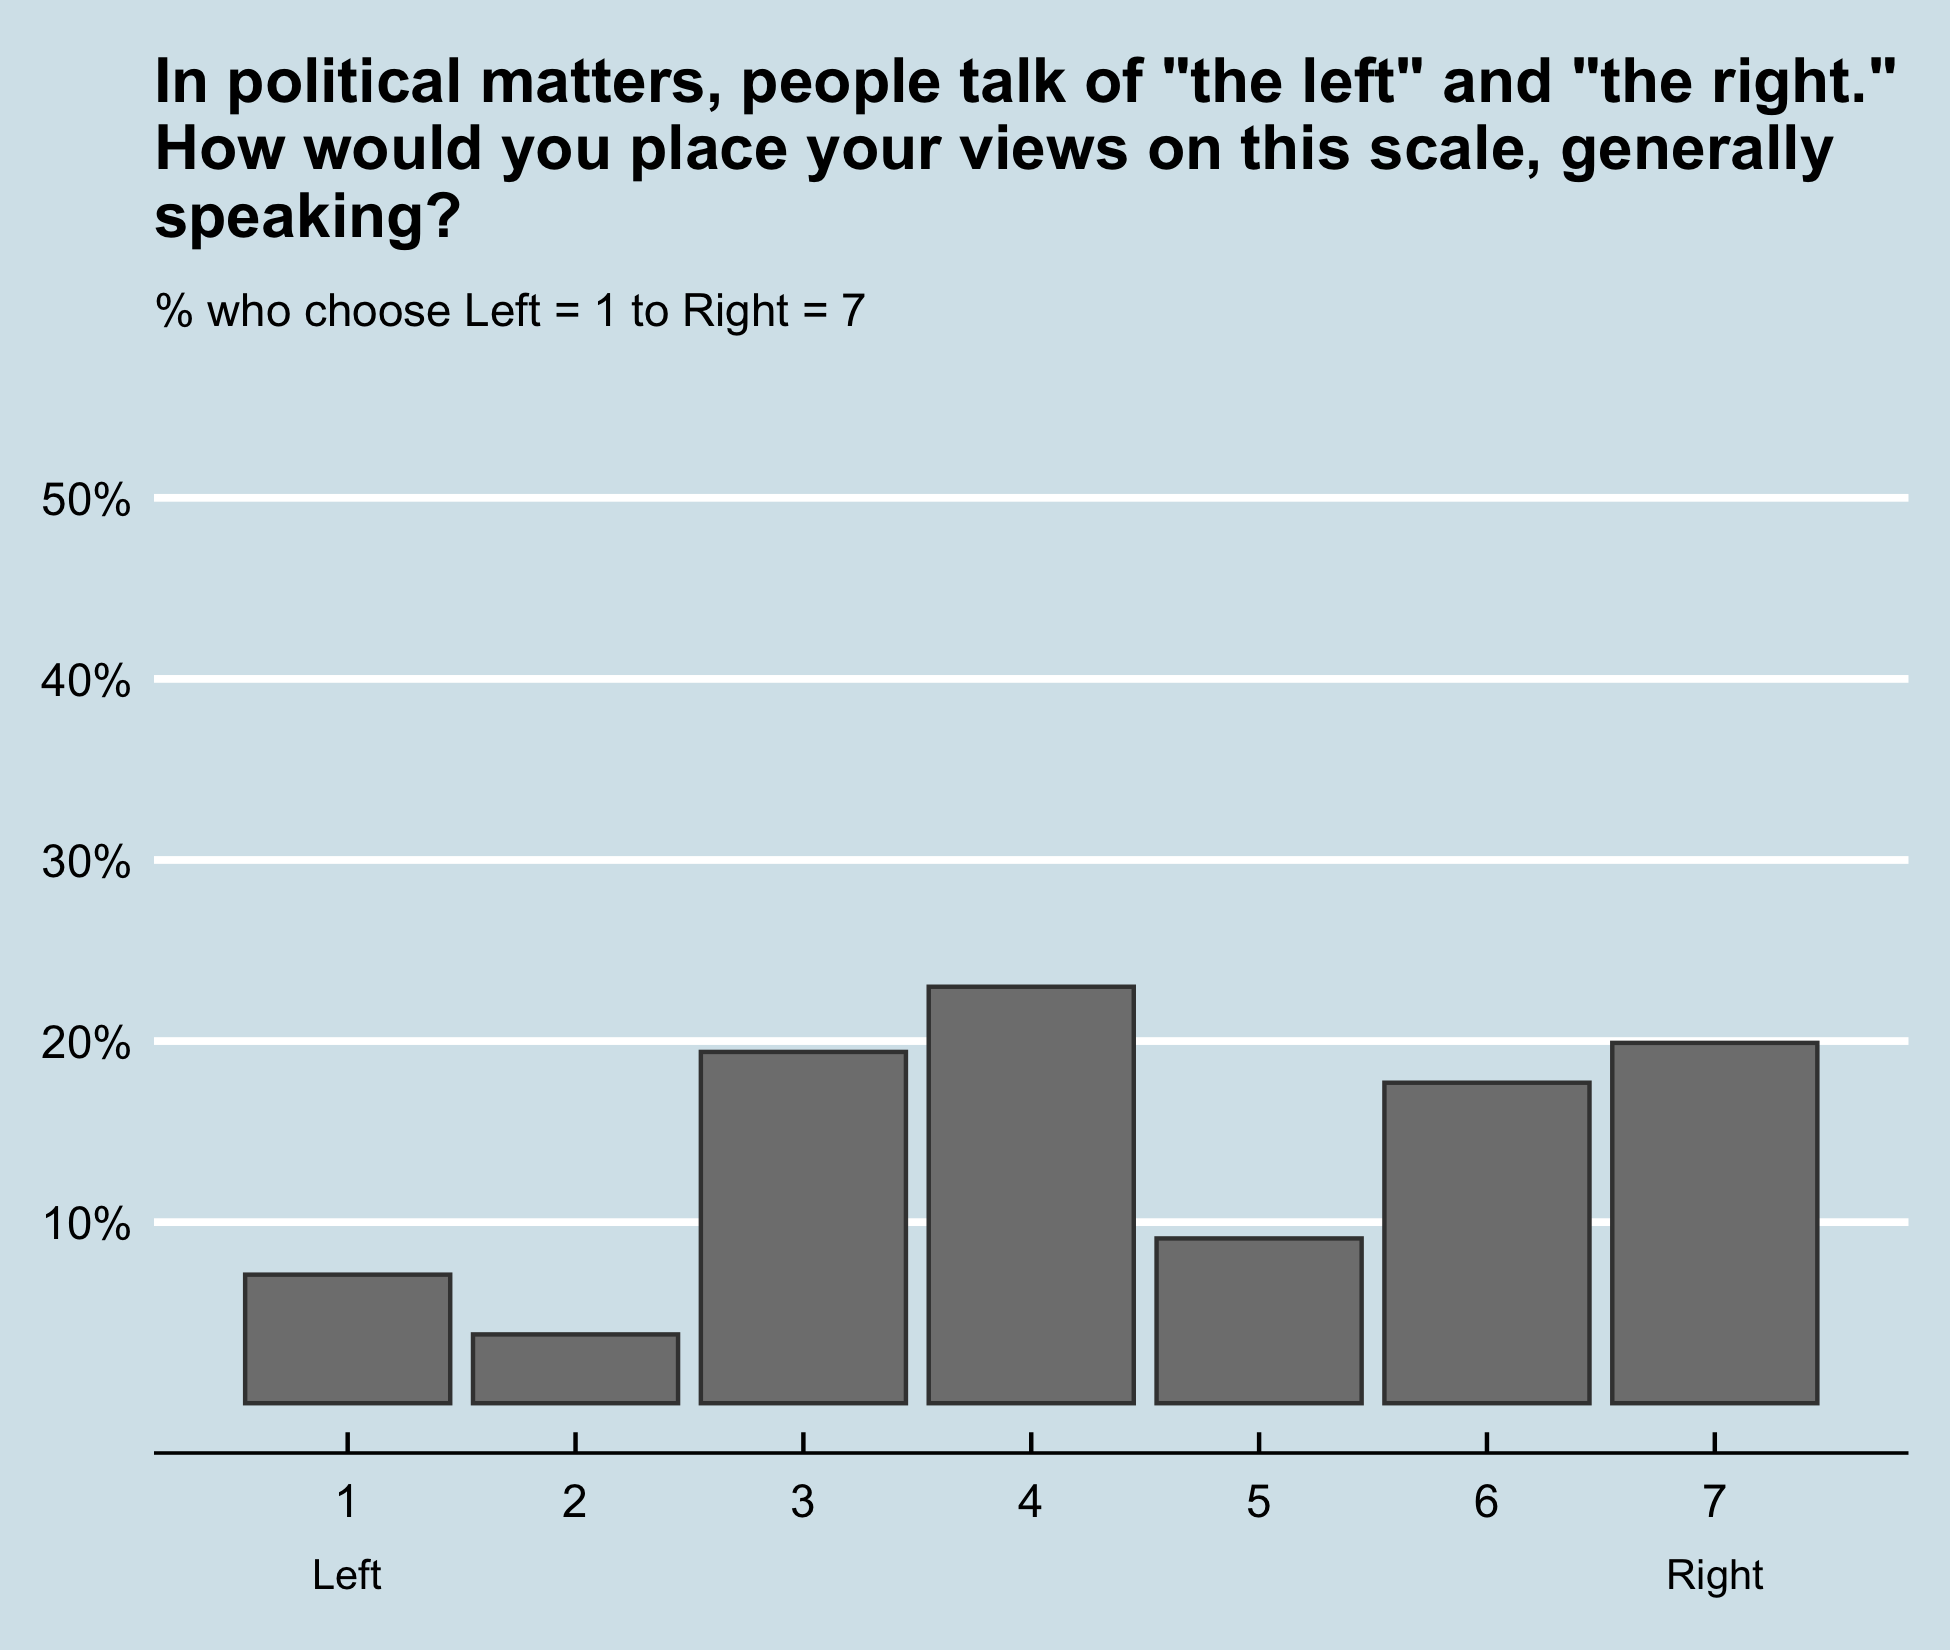 In political matters, people talk of "the left" and "the right."
How would you place your views on this scale, generally
speaking?
% who choose Left = 1 to Right = 7
50%
40%
30%
20%
10%
1 2 3 4 5 6 7
Left Right